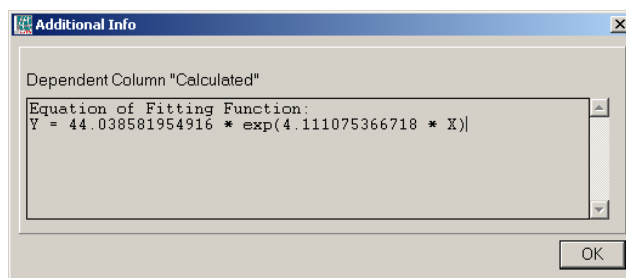 Additional Info
Dependent Column "Calculated"
Equation of Fitting Function:
Y = 44.038581954916 * exp(4.111075366718 * X)
OK